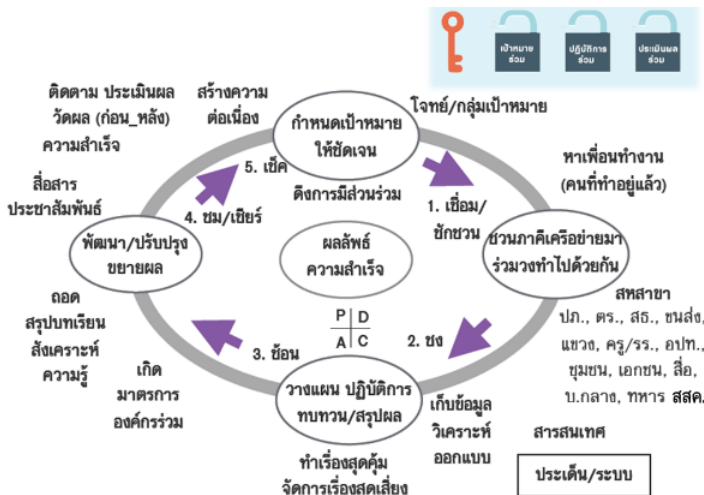 เป้าหมาย
ร่วม
ปฏิบัติการ
ร่วม
ประเมินผล
ร่วม
ติดตาม ประเมินผล
วัดผล (ก่อน_หลัง)
ความสำเร็จ
สร้างความ
ต่อเนื่อง
กำหนดเป้าหมาย
ให้ชัดเจน
โจทย์/กลุ่มเป้าหมาย
5. เช็ค
ดึงการมีส่วนร่วม
หาเพื่อนทำงาน
(คนที่ทำอยู่แล้ว)
สื่อสาร
ประชาสัมพันธ์
4. ชม/เชียร์
1. เชื่อม/
ชักชวน
พัฒนา/ปรับปรุง
ขยายผล
ผลลัพธ์
ความสำเร็จ
ชวนภาคีเครือข่ายมา
ร่วมวงทำไปด้วยกัน
สหสาขา
ปภ., ตร., สธ., ขนส่ง,
แขวง, ครู/รร., อปท.,
ชุมชน, เอกชน, สื่อ,
บ.กลาง, ทหาร สสค.
ถอด
สรุปบทเรียน
สังเคราะห์
ความรู้
P D
A C
3. ช้อน
2. ชง
เกิด
มาตรการ
องค์กรร่วม
วางแผน ปฏิบัติการ
ทบทวน/สรุปผล
เก็บข้อมูล
วิเคราะห์
ออกแบบ
สารสนเทศ
ทำเรื่องสุดคุ้ม
จัดการเรื่องสุดเสี่ยง
ประเด็น/ระบบ